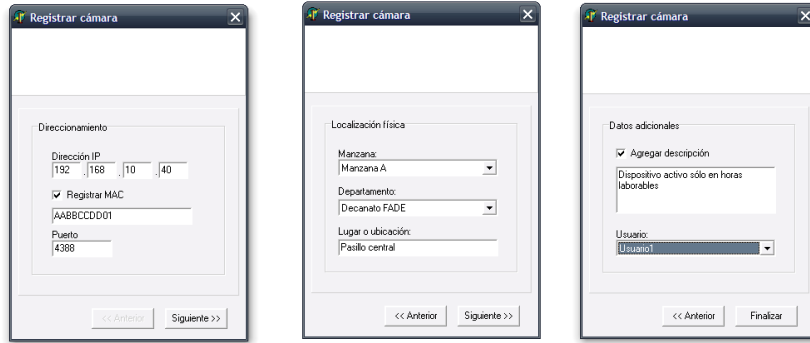 Registrar cámara
Direccionamiento
Dirección IP
192 . 168 . 10 . 40
Registrar MAC
AABBCCDD01
Puerto
4388
<< Anterior
Siguiente >>
Registrar cámara
Localización física
Manzana:
Manzana A
Departamento:
Decanato FADE
Lugar o ubicación:
Pasillo central
<< Anterior
Siguiente >>
Registrar cámara
Datos adicionales
Agregar descripción
Dispositivo activo sólo en horas
laborables
Usuario:
Usuario1
<< Anterior
Finalizar